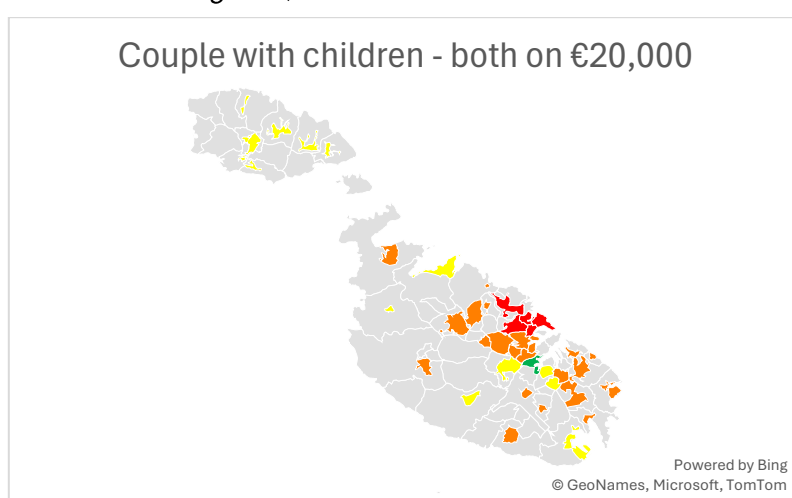 Couple with children - both on €20,000
Powered by Bing
© GeoNames, Microsoft, TomTom